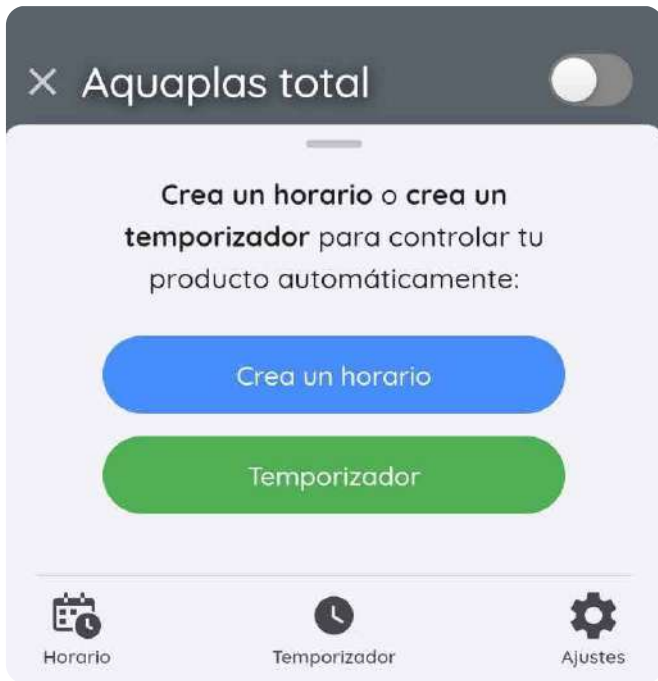 Aquaplas total
Crea un horario o crea un
temporizador para controlar tu
producto automáticamente:
Crea un horario
Temporizador
Horario
Temporizador
Ajustes